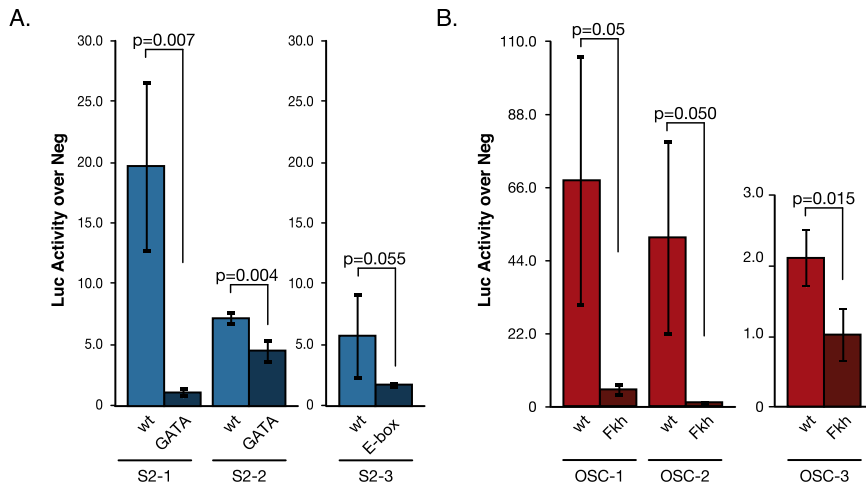 A.
B.
Luc Activity over Neg
30.0
25.0
20.0
15.0
10.0
5.0
0
p=0.007
p=0.004
wt
GATA
wt
GATA
S2-1
S2-2
30.0
25.0
20.0
15.0
10.0
5.0
0
p=0.055
wt
E-box
S2-3
Luc Activity over Neg
110.0
88.0
66.0
44.0
22.0
0
p=0.05
p=0.050
wt
Fkh
wt
Fkh
OSC-1
OSC-2
3.0
2.0
1.0
0
p=0.015
wt
Fkh
OSC-3